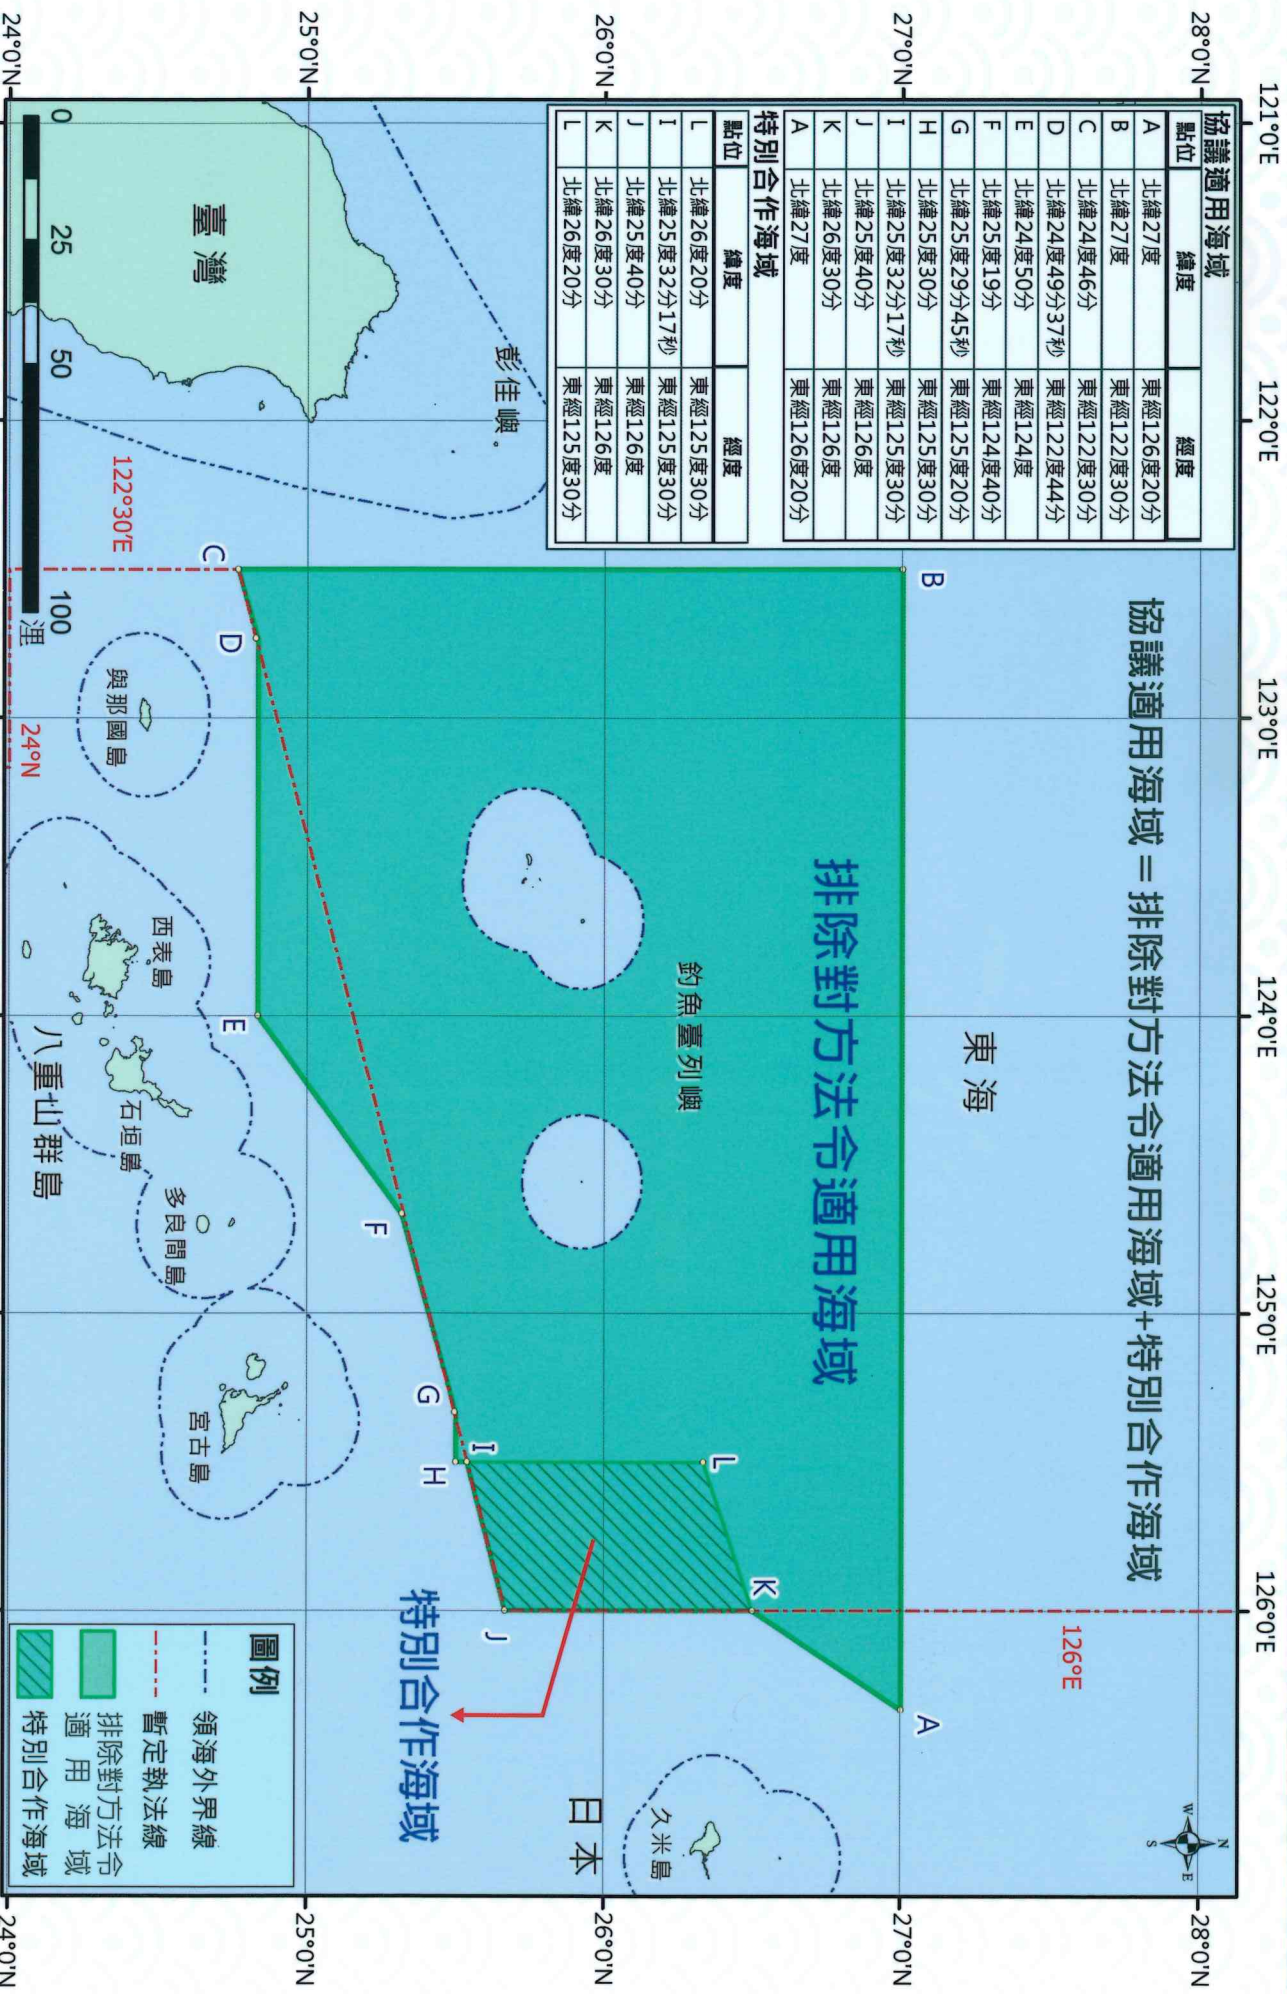 協議適用海域
點位 緯度 經度
A 北緯27度 東經126度20分
B 北緯27度 東經122度30分
C 北緯24度46分 東經122度30分
D 北緯24度49分37秒 東經122度44分
E 北緯24度50分 東經124度
F 北緯25度19分 東經124度40分
G 北緯25度29分45秒 東經125度20分
H 北緯25度30分 東經125度30分
I 北緯25度32分17秒 東經125度30分
J 北緯25度40分 東經126度
K 北緯26度30分 東經126度
A 北緯27度 東經126度20分
特別合作海域
點位 緯度 經度
L 北緯26度20分 東經125度30分
I 北緯25度32分17秒 東經125度30分
J 北緯25度40分 東經126度
K 北緯26度30分 東經126度
L 北緯26度20分 東經125度30分
協議適用海域=排除對方法令適用海域+特別合作海域
121°0'E
122°0'E
123°0'E
124°0'E
125°0'E
126°0'E
28°0'N
27°0'N
26°0'N
25°0'N
24°0'N
28°0'N
27°0'N
26°0'N
25°0'N
24°0'N
N
W
E
S
東海
126°E
B
A
排除對方法令適用海域
釣魚臺列嶼
K
L
I
H
G
J
F
E
D
C
彭佳嶼
臺灣
122°30'E
24°N
日本
久米島
特別合作海域
與那國島
西表島
石垣島
八重山群島
多良間島
宮古島
0 25 50 100
浬
圖例
領海外界線
暫定執法線
排除對方法令
適用海域
特別合作海域